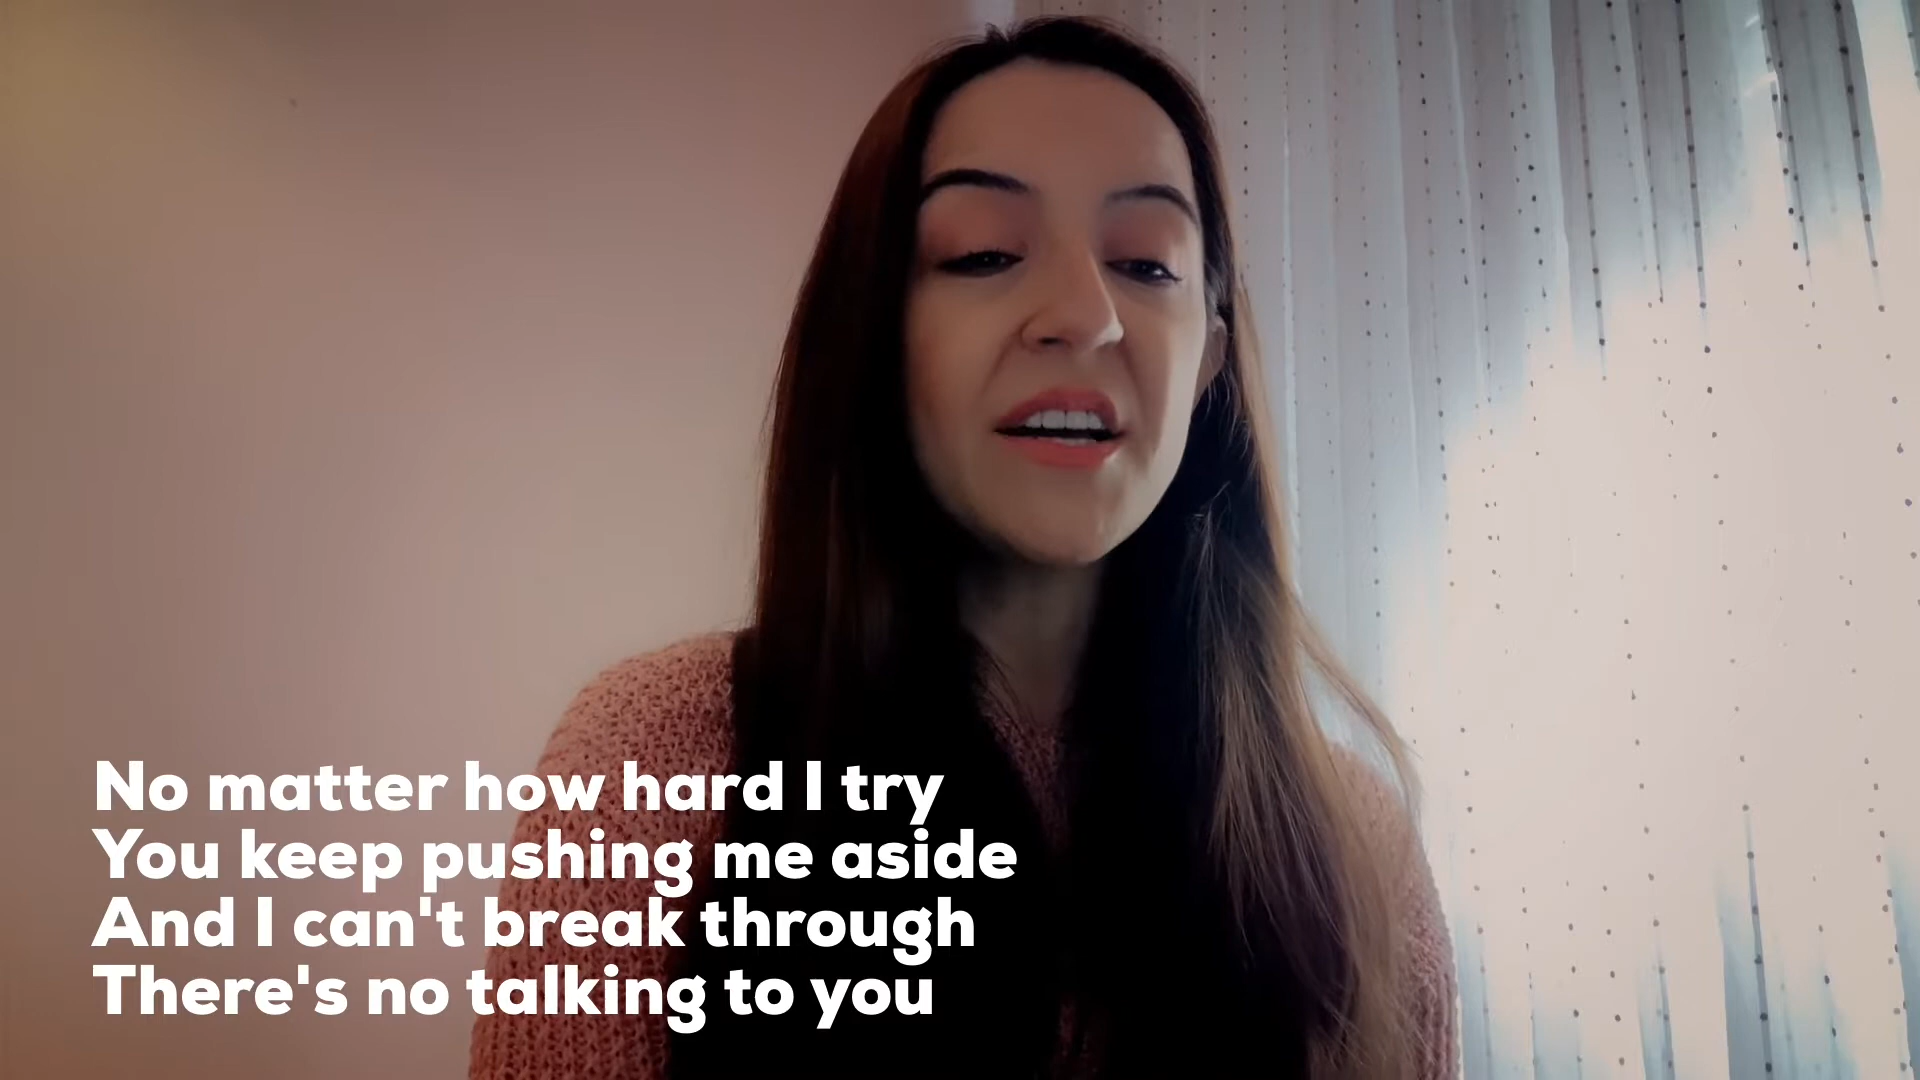 No matter how hard I try
You keep pushing me aside
And I can't break through
There's no talking to you